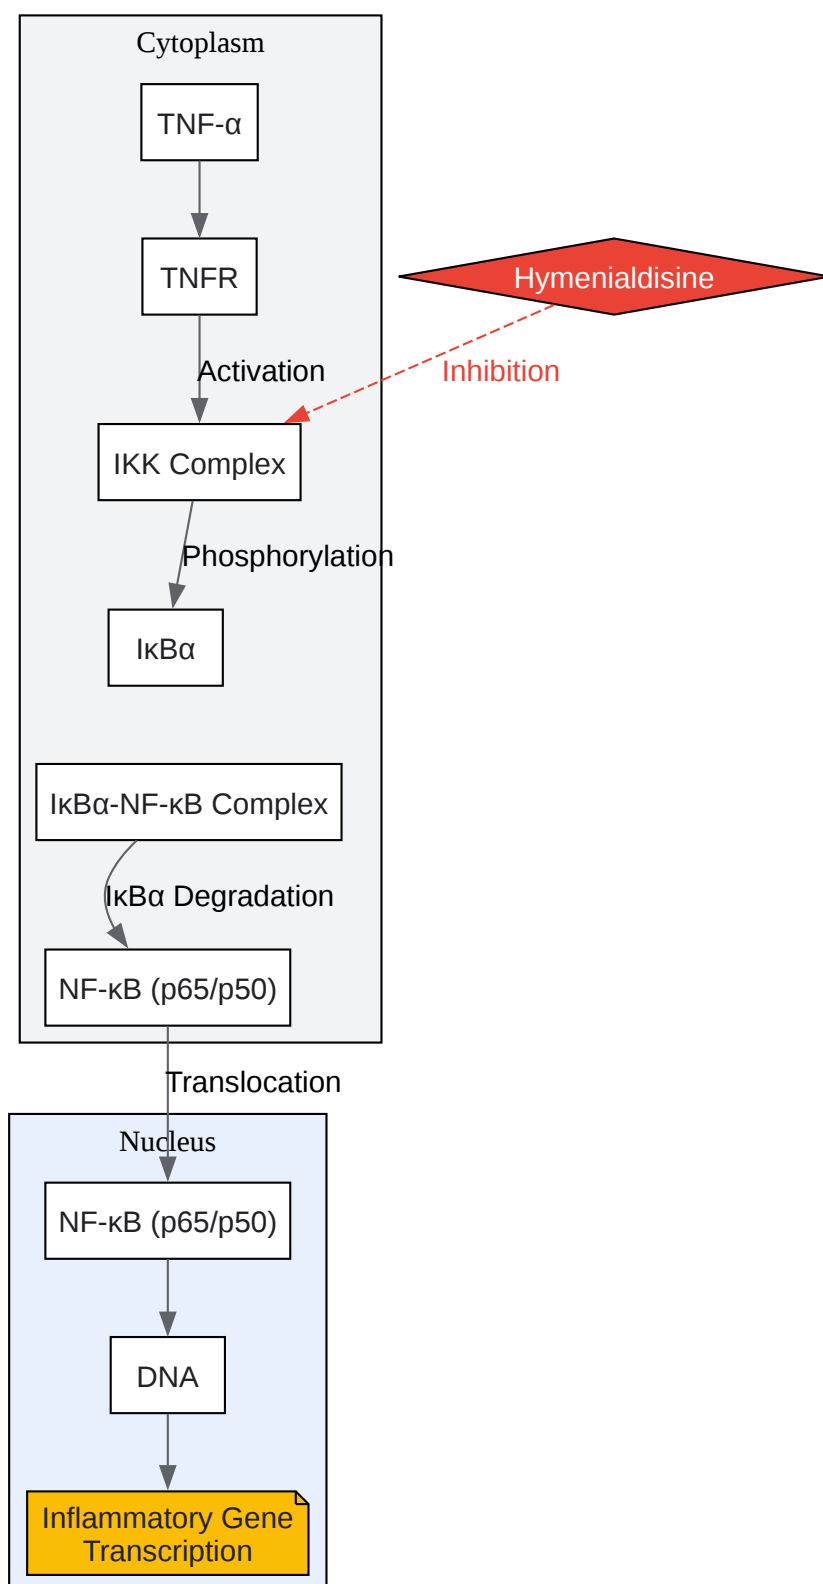 Cytoplasm
TNF-α
TNFR
Hymenialdisine
Activation
Inhibition
IKK Complex
Phosphorylation
IκBα
IκBα-NF-κB Complex
IκBα Degradation
NF-κB (p65/p50)
Translocation
Nucleus
NF-κB (p65/p50)
DNA
Inflammatory Gene
Transcription